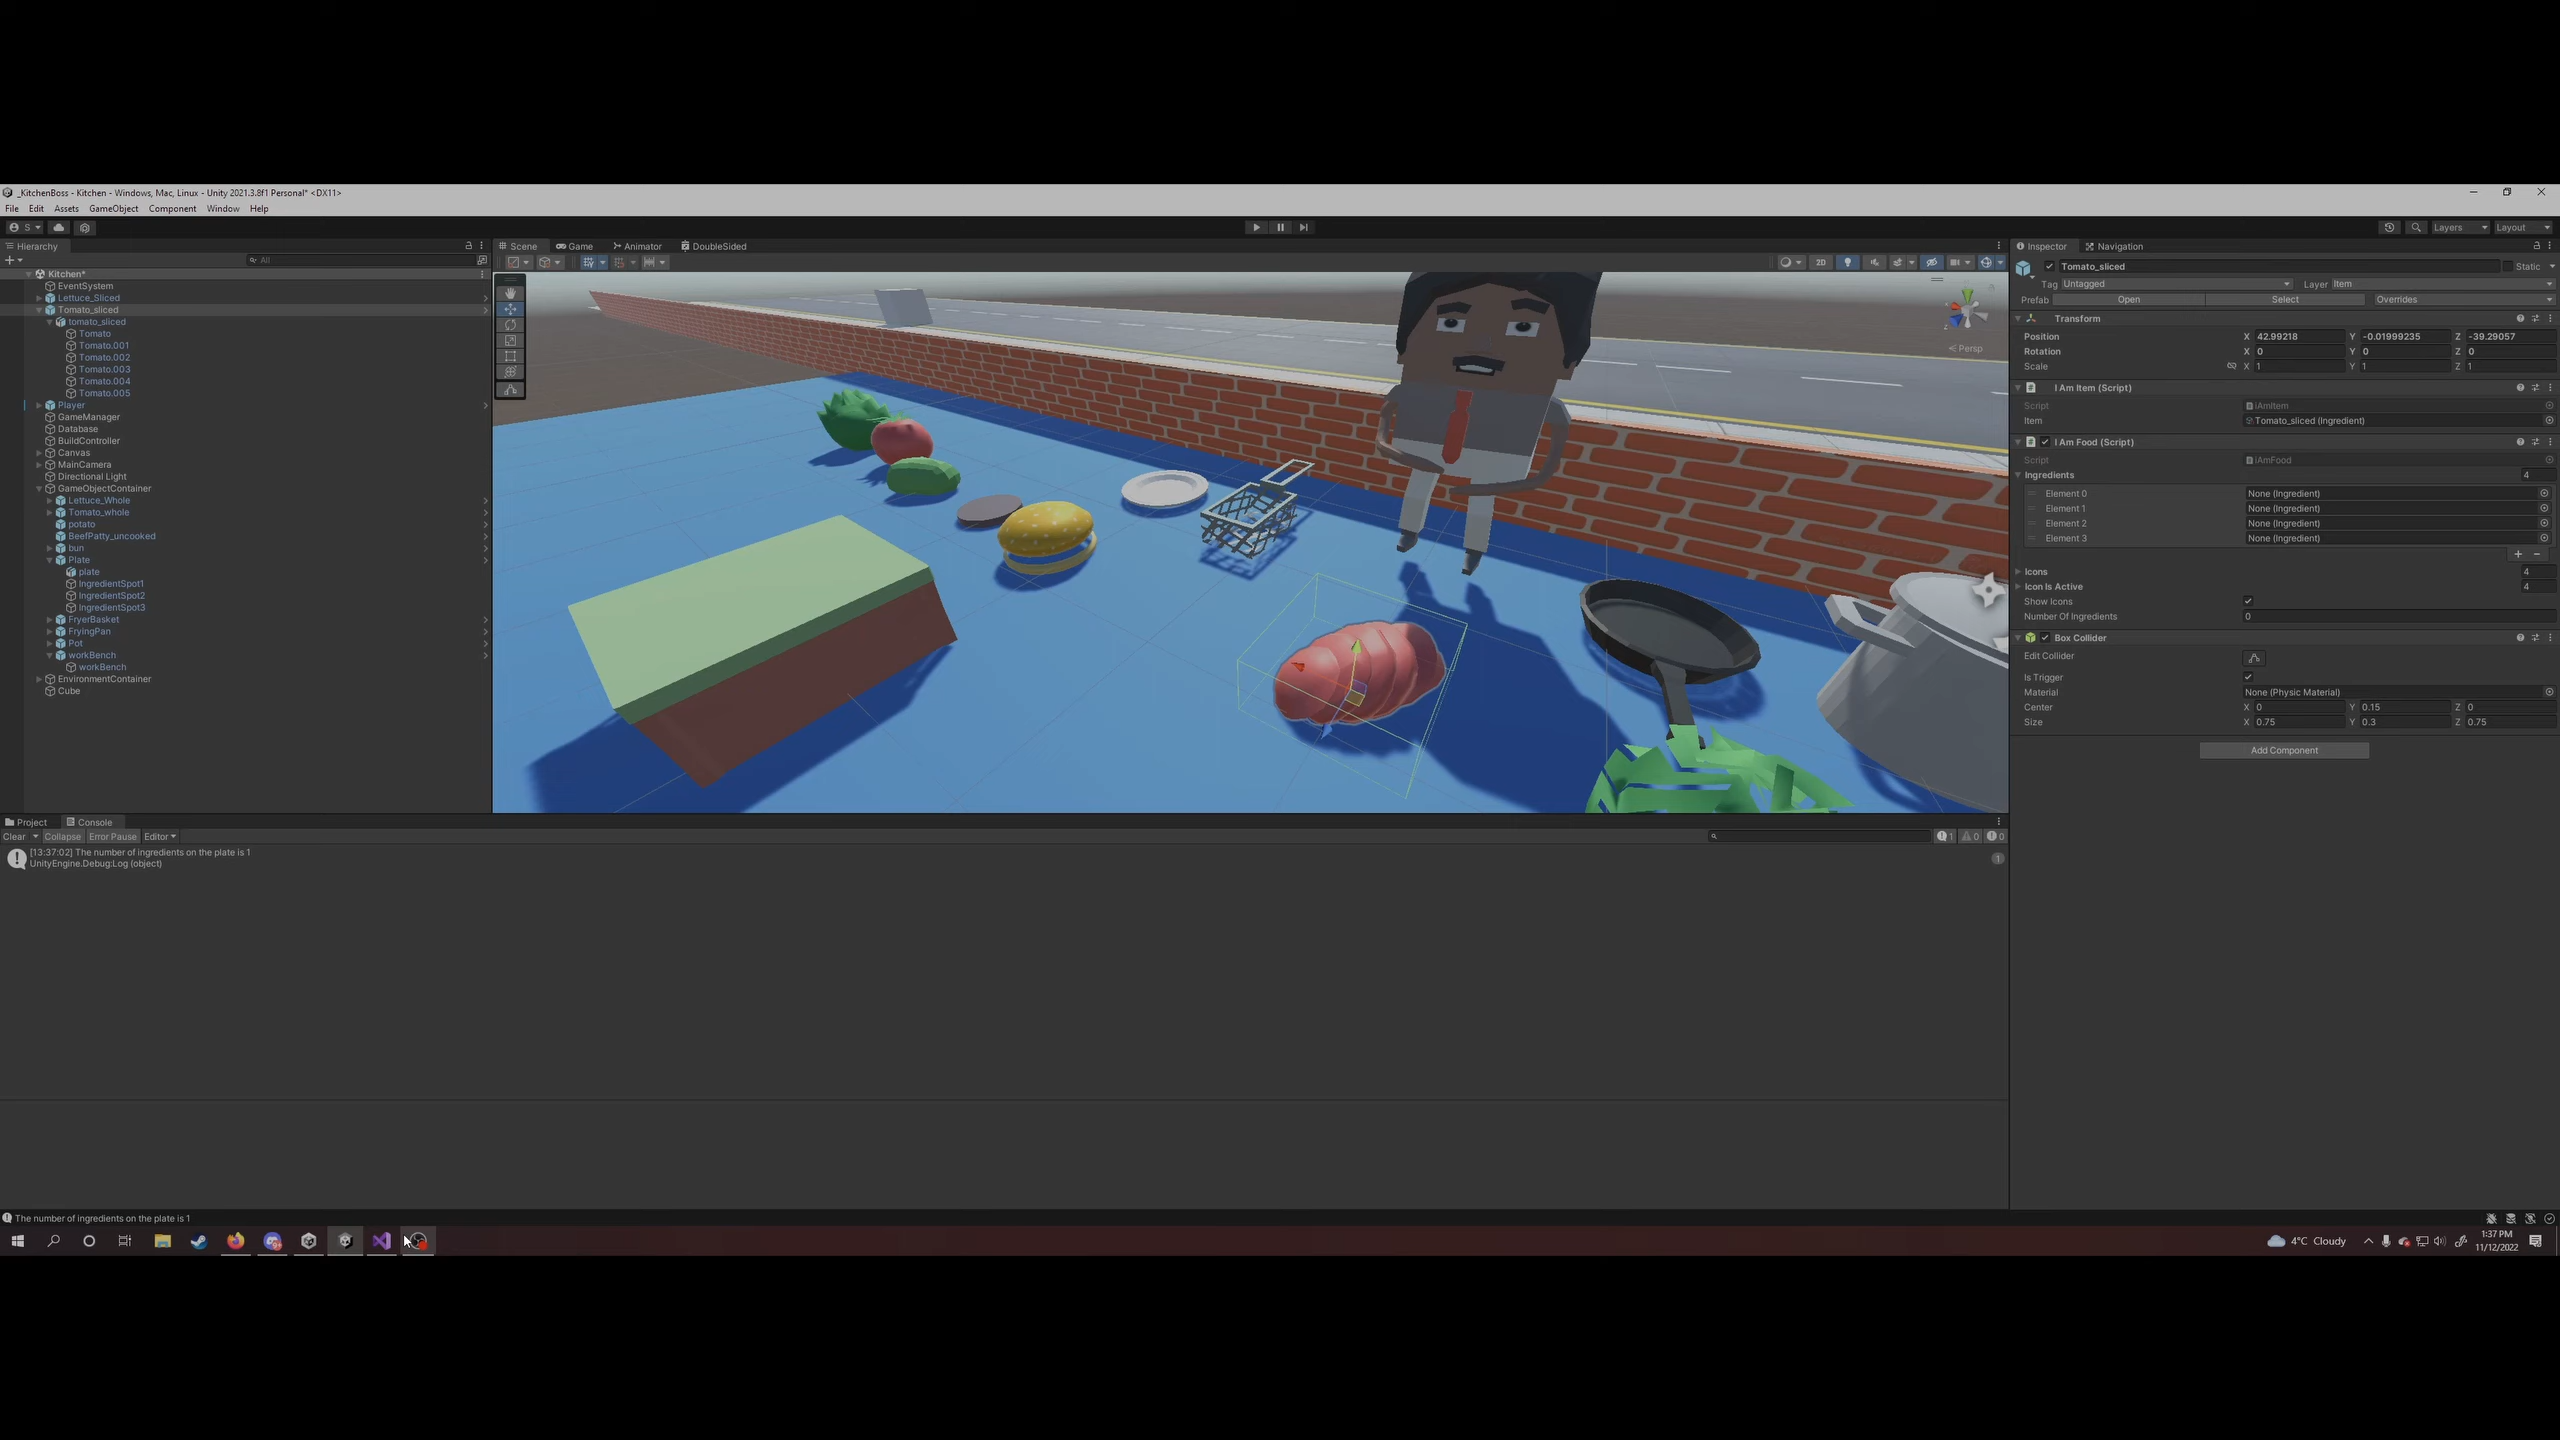 _KitchenBoss - Kitchen - Windows, Mac, Linux - Unity 2021.3.8f1 Personal* <DX11>
File Edit Assets GameObject Component Window Help
S Layers Layout
Hierarchy
All
Kitchen*
EventSystem
Lettuce_Sliced
Tomato_sliced
tomato_sliced
Tomato
Tomato.001
Tomato.002
Tomato.003
Tomato.004
Tomato.005
Player
GameManager
Database
BuildController
Canvas
MainCamera
Directional Light
GameObjectContainer
Lettuce_Whole
Tomato_whole
potato
BeefPatty_uncooked
bun
Plate
plate
IngredientSpot1
IngredientSpot2
IngredientSpot3
FryerBasket
FryingPan
Pot
workBench
workBench
EnvironmentContainer
Cube
Scene Game Animator DoubleSided
2D
Persp
Inspector Navigation
Tomato_sliced Static
Tag Untagged Layer Item
Prefab Open Select Overrides
Transform
Position X 42.99218 Y -0.01999235 Z -39.29057
Rotation X 0 Y 0 Z 0
Scale X 1 Y 1 Z 1
I Am Item (Script)
Script iAmItem
Item Tomato_sliced (Ingredient)
I Am Food (Script)
Script iAmFood
Ingredients 4
Element 0 None (Ingredient)
Element 1 None (Ingredient)
Element 2 None (Ingredient)
Element 3 None (Ingredient)
Icons 4
Icon Is Active 4
Show Icons
Number Of Ingredients 0
Box Collider
Edit Collider
Is Trigger
Material None (Physic Material)
Center X 0 Y 0.15 Z 0
Size X 0.75 Y 0.3 Z 0.75
Add Component
Project Console
Clear Collapse Error Pause Editor
1 0 0
[13:37:02] The number of ingredients on the plate is 1
UnityEngine.Debug:Log (object)
1
The number of ingredients on the plate is 1
4°C Cloudy
1:37 PM
11/12/2022